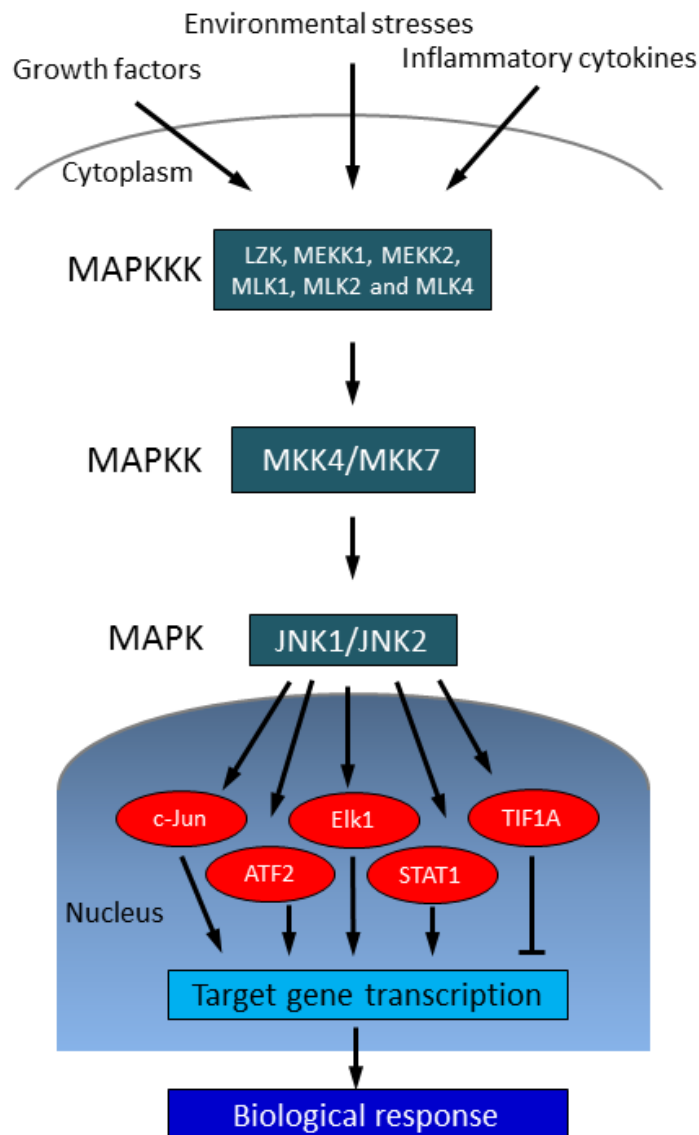 Environmental stresses
Growth factors
Inflammatory cytokines
Cytoplasm
MAPKKK
LZK, MEKK1, MEKK2,
MLK1, MLK2 and MLK4
MAPKK
MKK4/MKK7
MAPK
JNK1/JNK2
c-Jun
Elk1
TIF1A
ATF2
STAT1
Nucleus
Target gene transcription
Biological response